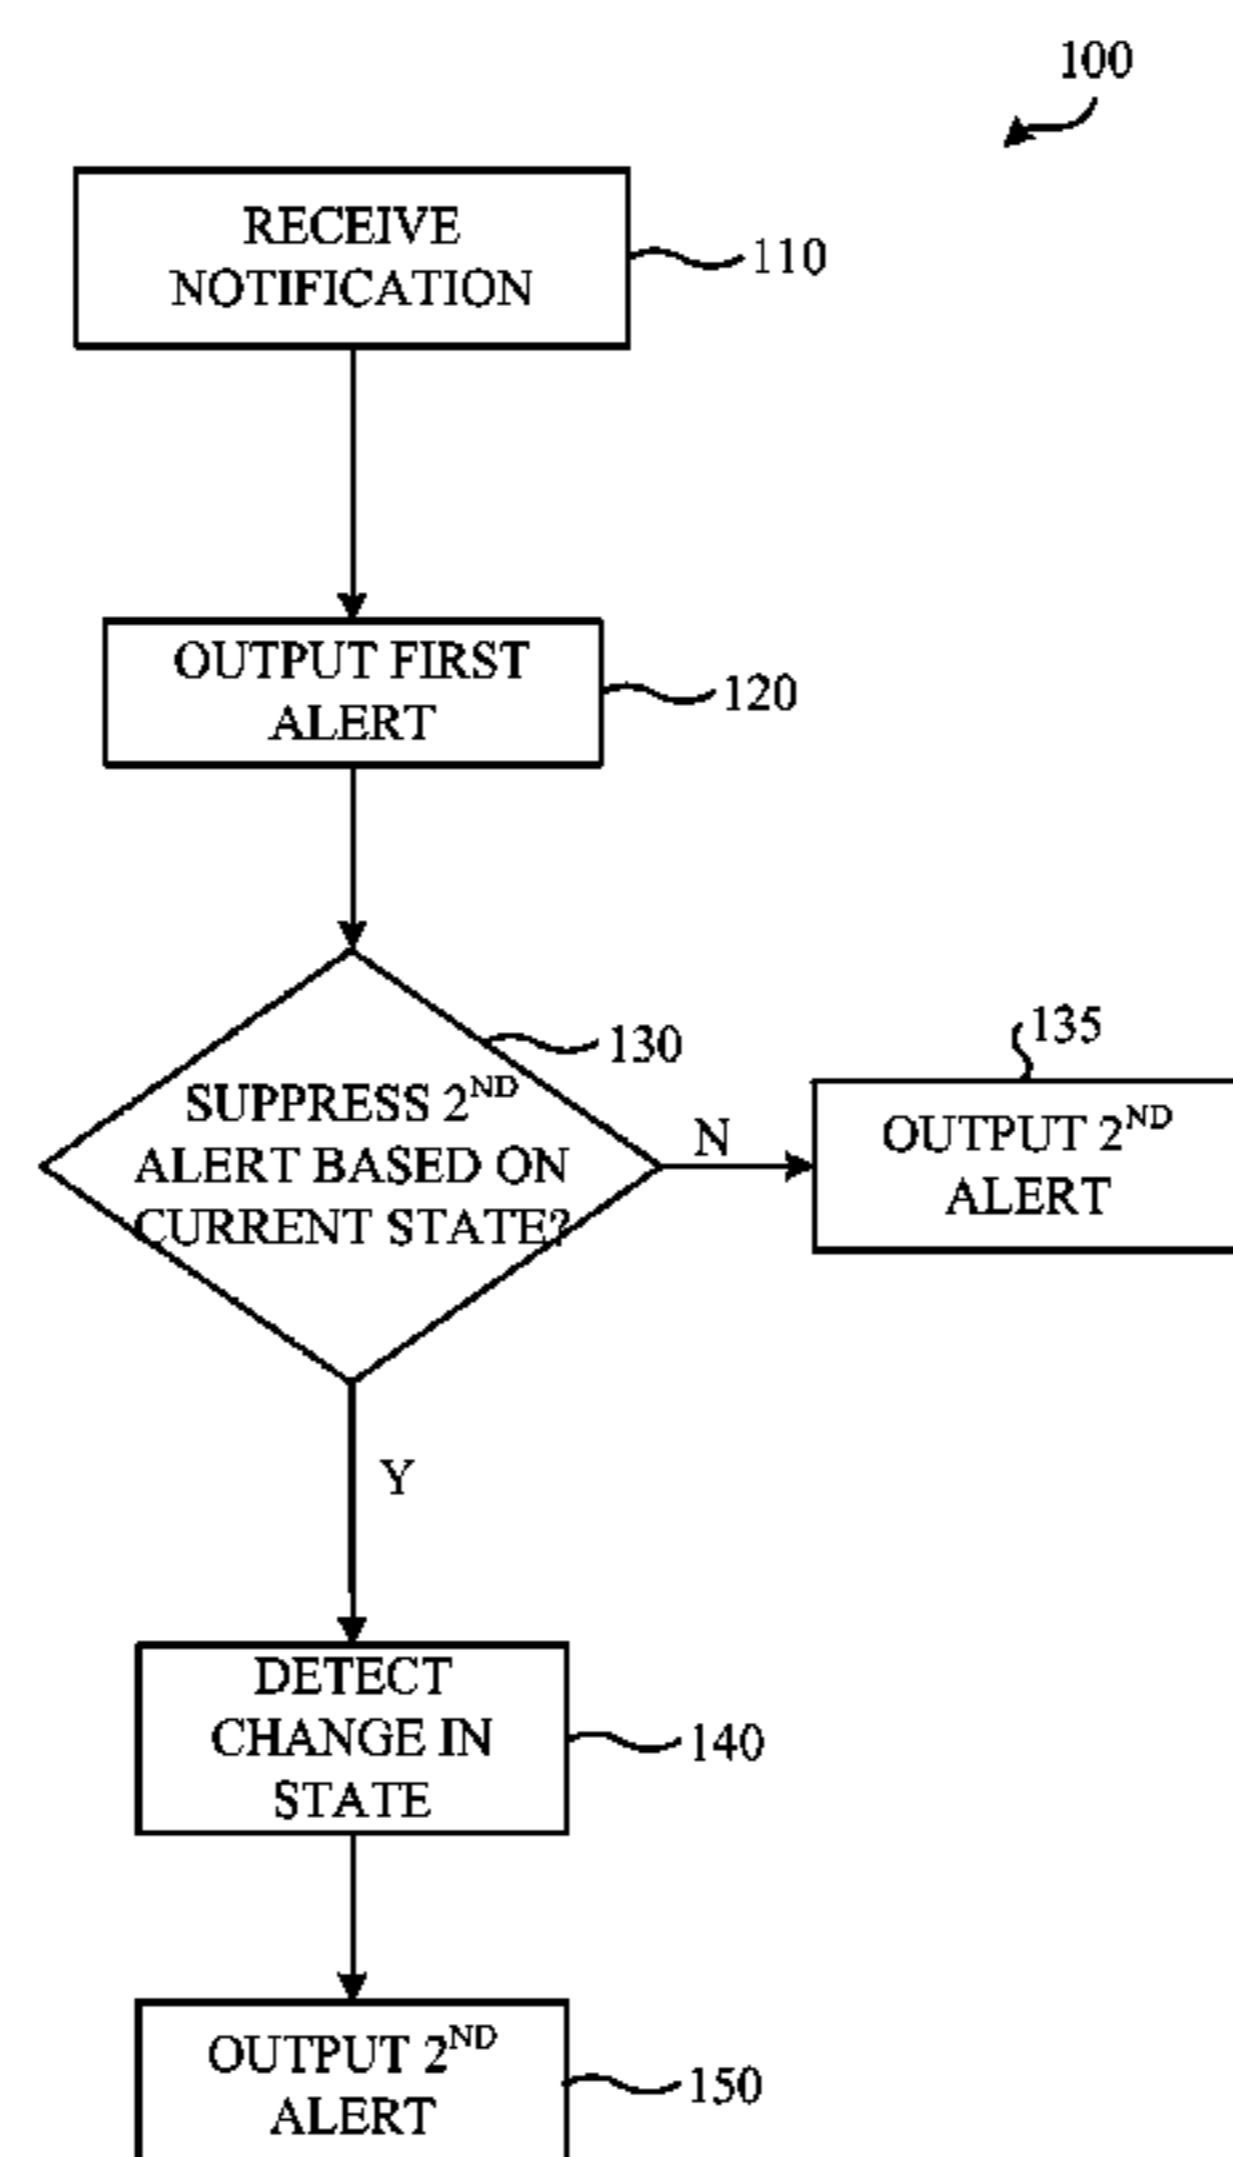 100
RECEIVE
NOTIFICATION
110
OUTPUT FIRST
ALERT
120
130
SUPPRESS 2ND
ALERT BASED ON
CURRENT STATE?
N
135
OUTPUT 2ND
ALERT
Y
DETECT
CHANGE IN
STATE
140
OUTPUT 2ND
ALERT
150